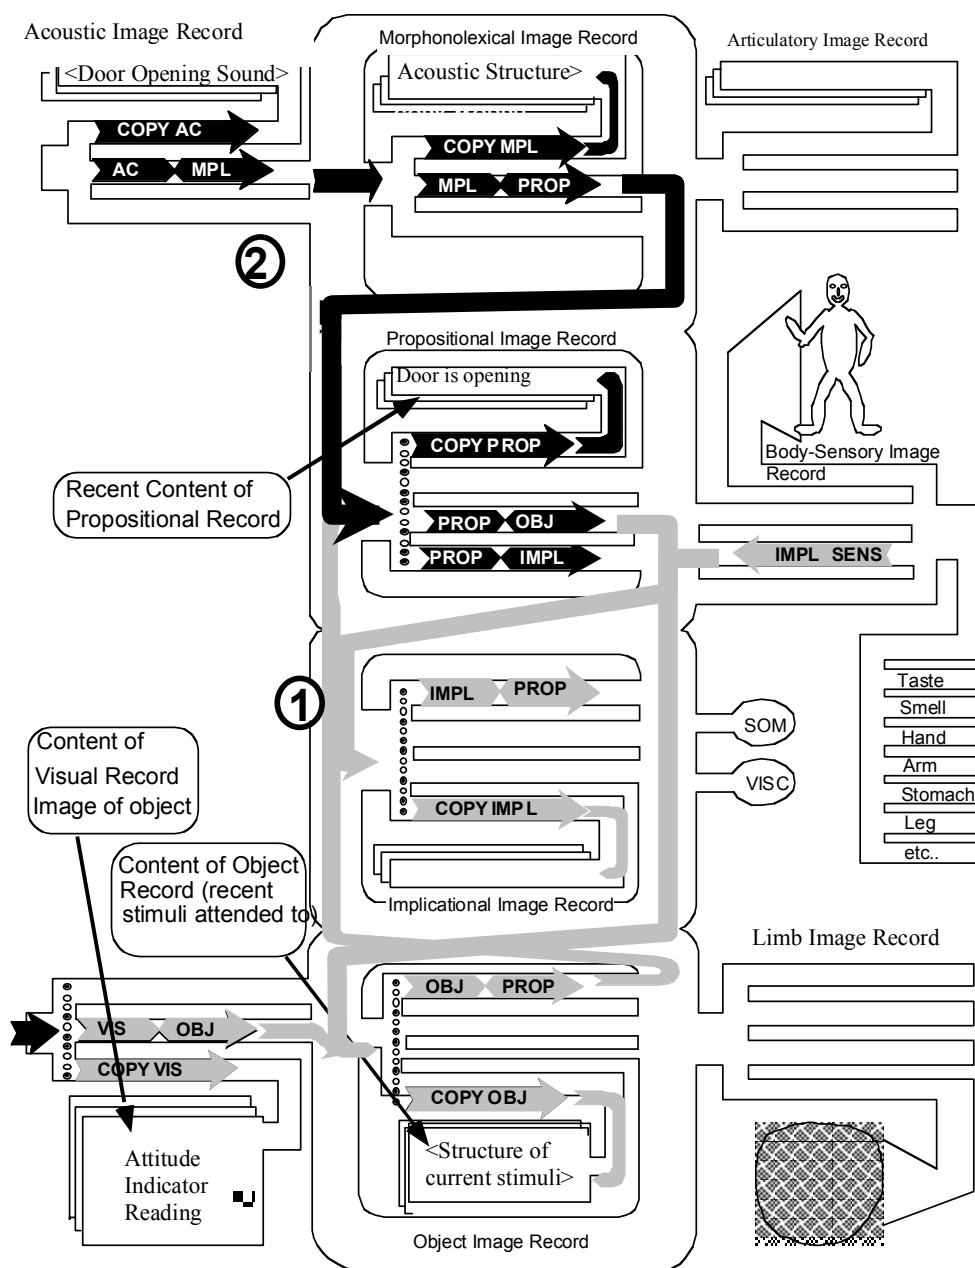 Acoustic Image Record
<Door Opening Sound>
COPY AC
AC MPL
Morphonolexical Image Record
Acoustic Structure>
COPY MPL
MPL PROP
Articulatory Image Record
2
Propositional Image Record
Door is opening
COPY PROP
PROP OBJ
PROP IMPL
Recent Content of
Propositional Record
Body-Sensory Image
Record
IMPL SENS
1
IMPL PROP
COPY IMPL
Implicational Image Record
SOM
VISC
Taste
Smell
Hand
Arm
Stomach
Leg
etc..
Content of
Visual Record
Image of object
Content of Object
Record (recent
stimuli attended to)
VIS OBJ
COPY VIS
Attitude
Indicator
Reading
OBJ PROP
COPY OBJ
<Structure of
current stimuli>
Object Image Record
Limb Image Record